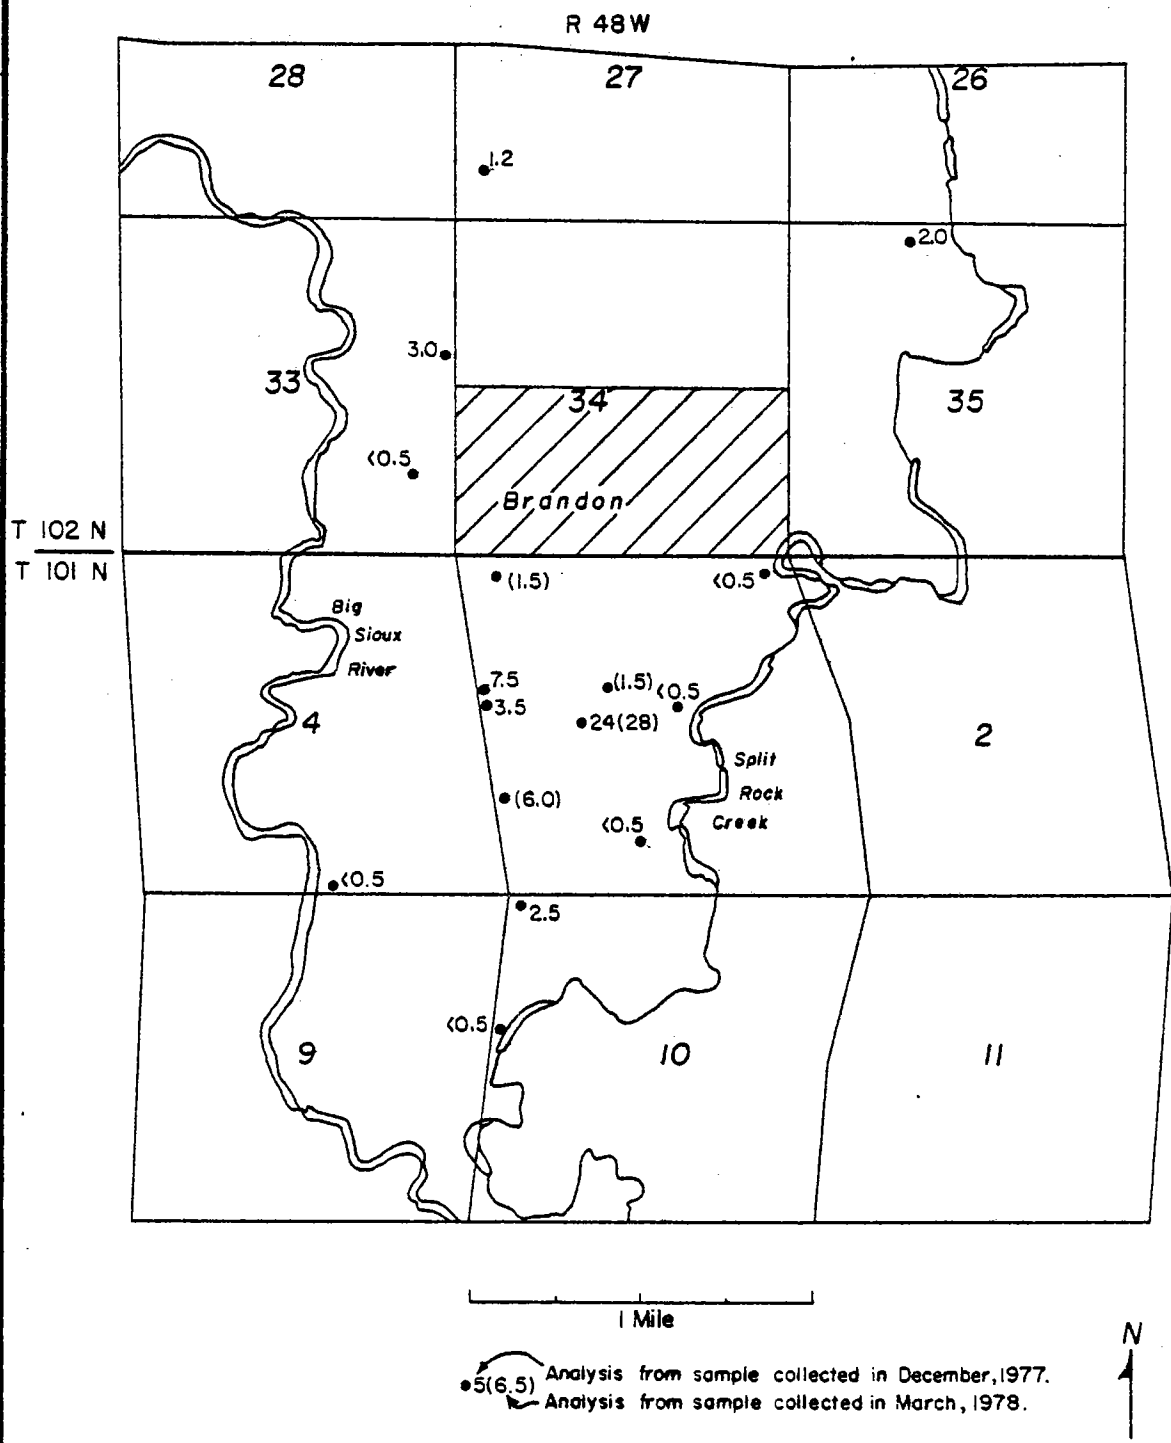 R 48W
28
27
26
1.2
2.0
3.0
33
34
35
<0.5
Brandon
T 102 N
T 101 N
(1.5)
<0.5
Big
Sioux
River
7.5
(1.5)
<0.5
3.5
24(28)
4
2
Split
Rock
Creek
(6.0)
<0.5
<0.5
2.5
<0.5
9
10
11
1 Mile
N
5(6.5)
Analysis from sample collected in December,1977.
Analysis from sample collected in March, 1978.